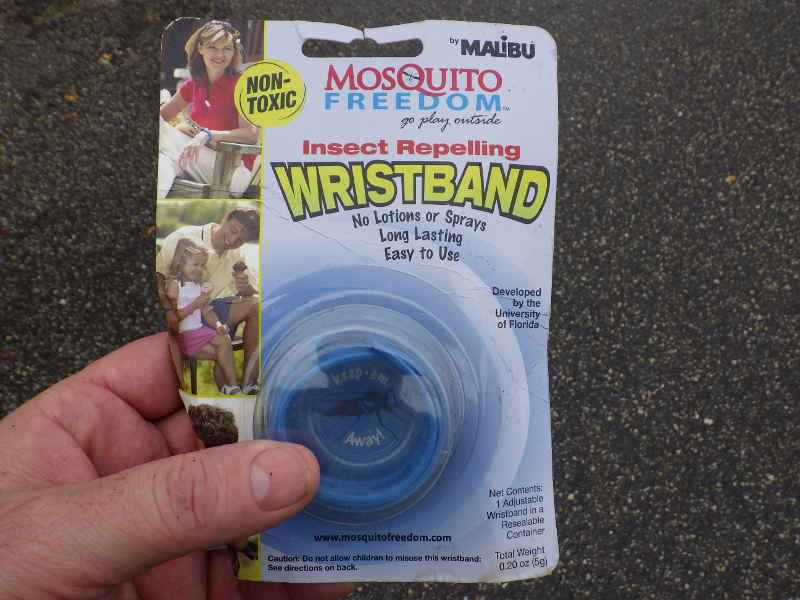 by MALiBU
NON-
TOXIC
MOSQUITO
FREEDOM™
go play outside
Insect Repelling
WRISTBAND
No Lotions or Sprays
Long Lasting
Easy to Use
Developed
by the
University
of Florida
keep-em
Away!
Net Contents:
1 Adjustable
Wristband in a
Resealable
Container
www.mosquitofreedom.com
Total Weight
0.20 oz (5g)
Caution: Do not allow children to misuse this wristband:
See directions on back.